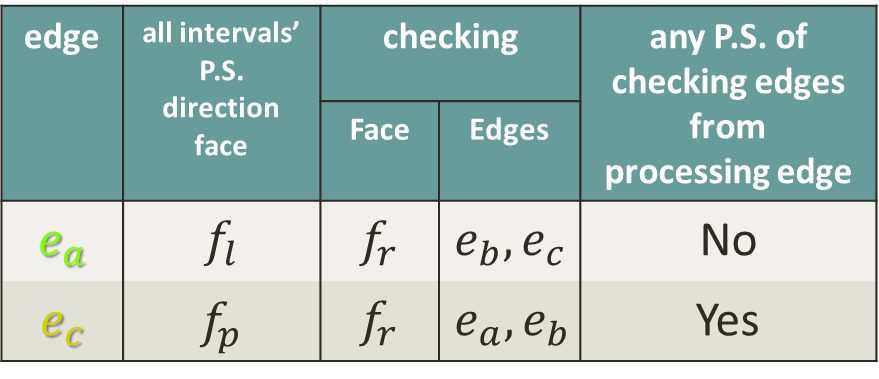 edge
all intervals’
P.S.
direction
face
checking
any P.S. of
checking edges
from
processing edge
Face
Edges
e_a
f_l
f_r
e_b, e_c
No
e_c
f_p
f_r
e_a, e_b
Yes